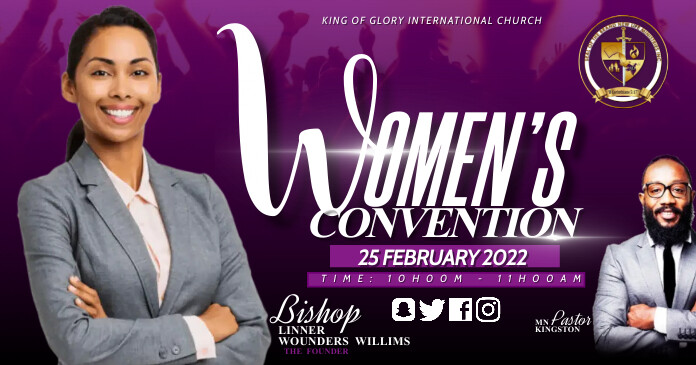 KING OF GLORY INTERNATIONAL CHURCH
WOMEN'S
CONVENTION
25 FEBRUARY 2022
TIME: 10H00M - 11H00AM
Bishop
LINNER
WOUNDERS WILLIMS
THE FOUNDER
MN Pastor
KINGSTON